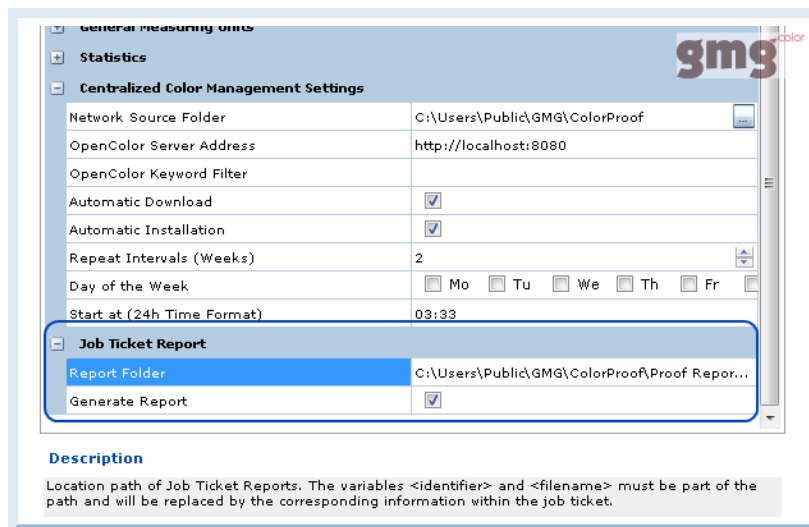 General Measuring Units
Statistics
gmg color
Centralized Color Management Settings
Network Source Folder C:\Users\Public\GMG\ColorProof ...
OpenColor Server Address http://localhost:8080
OpenColor Keyword Filter
Automatic Download
Automatic Installation
Repeat Intervals (Weeks) 2
Day of the Week Mo Tu We Th Fr
Start at (24h Time Format) 03:33
Job Ticket Report
Report Folder C:\Users\Public\GMG\ColorProof\Proof Repor...
Generate Report
Description
Location path of Job Ticket Reports. The variables <identifier> and <filename> must be part of the
path and will be replaced by the corresponding information within the job ticket.